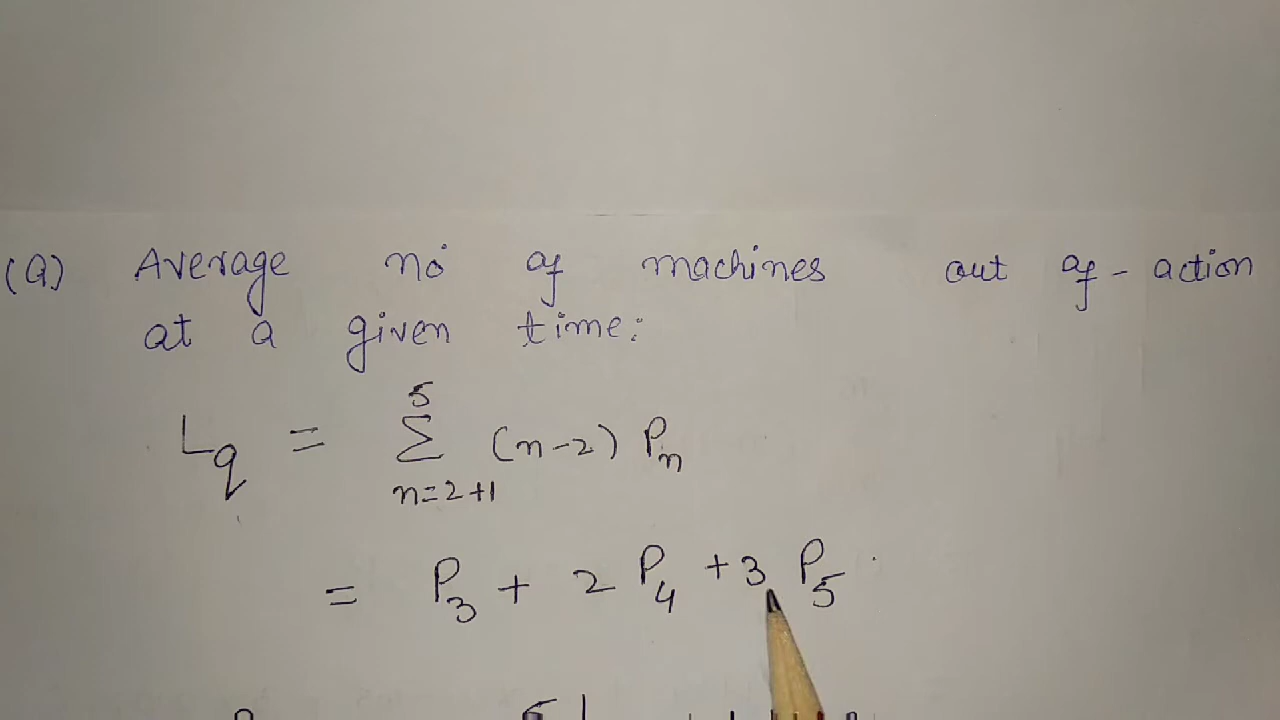 (a) Average no of machines out of - action
at a given time:
5
Lq = Σ (n-2) Pn
n=2+1
= P3 + 2 P4 + 3 P5